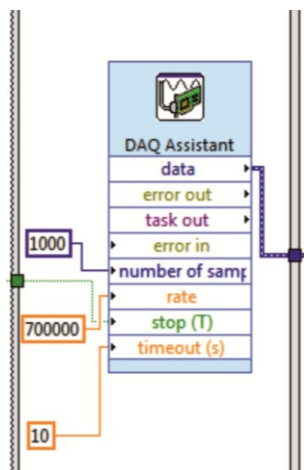 DAQ Assistant
data
error out
task out
error in
1000
number of samp
rate
700000
stop (T)
timeout (s)
10